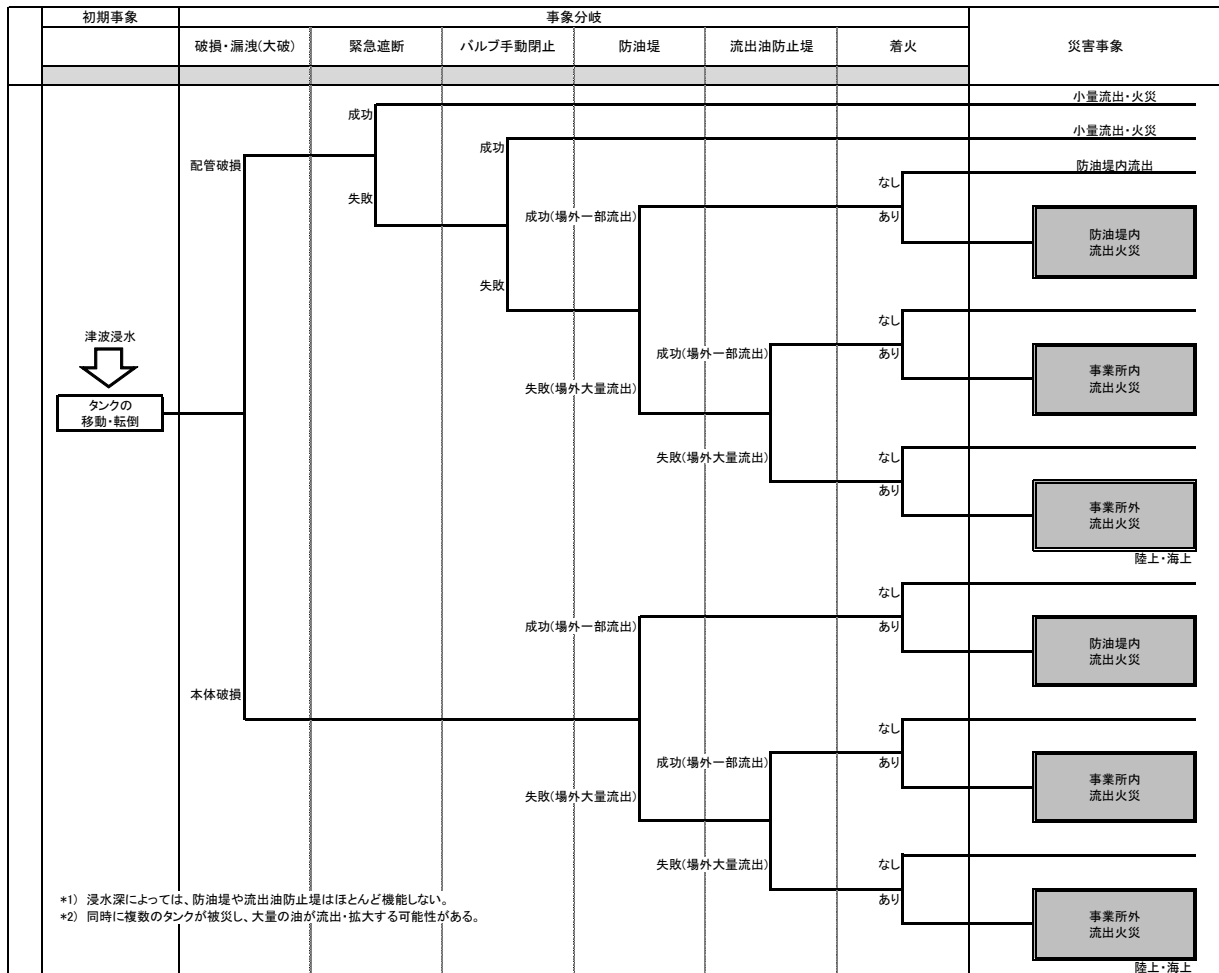 初期事象
事象分岐
破損・漏洩(大破)
緊急遮断
バルブ手動閉止
防油堤
流出油防止堤
着火
災害事象
小量流出・火災
成功
小量流出・火災
成功
配管破損
防油堤内流出
なし
失敗
成功(場外一部流出)
あり
防油堤内
流出火災
失敗
なし
津波浸水
成功(場外一部流出)
あり
事業所内
流出火災
失敗(場外大量流出)
タンクの
移動・転倒
失敗(場外大量流出)
なし
あり
事業所外
流出火災
陸上・海上
なし
成功(場外一部流出)
あり
防油堤内
流出火災
本体破損
なし
成功(場外一部流出)
あり
事業所内
流出火災
失敗(場外大量流出)
失敗(場外大量流出)
なし
あり
*1) 浸水深によっては、防油堤や流出油防止堤はほとんど機能しない。
*2) 同時に複数のタンクが被災し、大量の油が流出・拡大する可能性がある。
事業所外
流出火災
陸上・海上